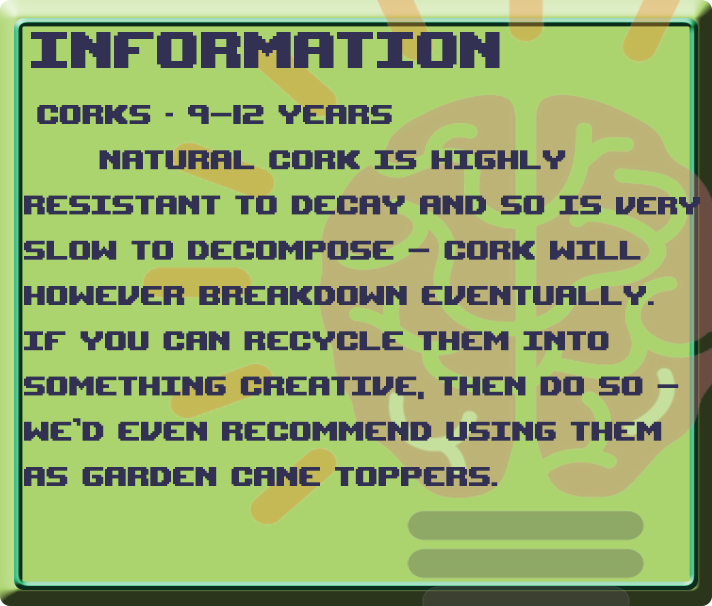 INFORMATION
CORKS - 9-12 YEARS
NATURAL CORK IS HIGHLY
RESISTANT TO DECAY AND SO IS VERY
SLOW TO DECOMPOSE – CORK WILL
HOWEVER BREAKDOWN EVENTUALLY.
IF YOU CAN RECYCLE THEM INTO
SOMETHING CREATIVE, THEN DO SO –
WE'D EVEN RECOMMEND USING THEM
AS GARDEN CANE TOPPERS.